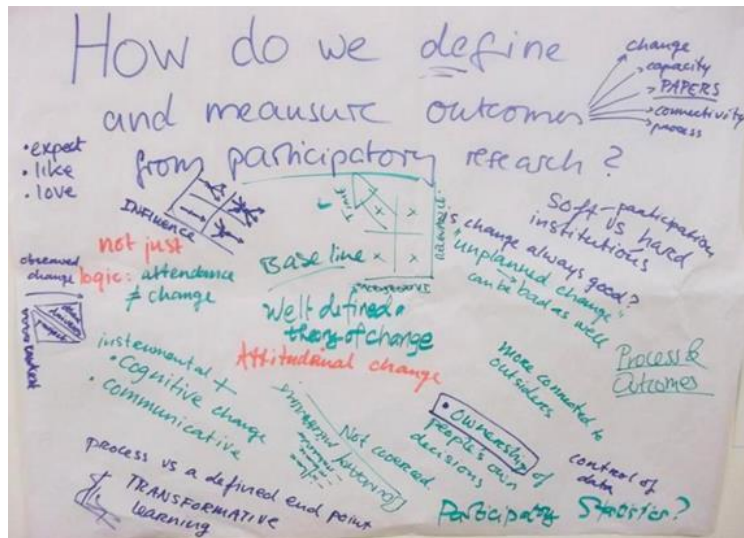 How do we define
and meansure outcomes
from participatory research?
change
capacity
PAPERS
connectivity
process
• expect
• like
• love
INFLUENCE
Time
Base line
observed
change
not just
logic: attendance
≠ change
Well defined
theory of change
Attitudenal change
Soft-participation
vs hard
institutions
is change always good?
"unplanned change"
can be bad as well
more connected to
outsiders
Process &
Outcomes
instrumental +
• Cognitive change
• communicative
Not covered.
• ownership of
people's own
decisions
control of
data
Participatory Statistics?
process vs a defined end point
TRANSFORMATIVE
learning